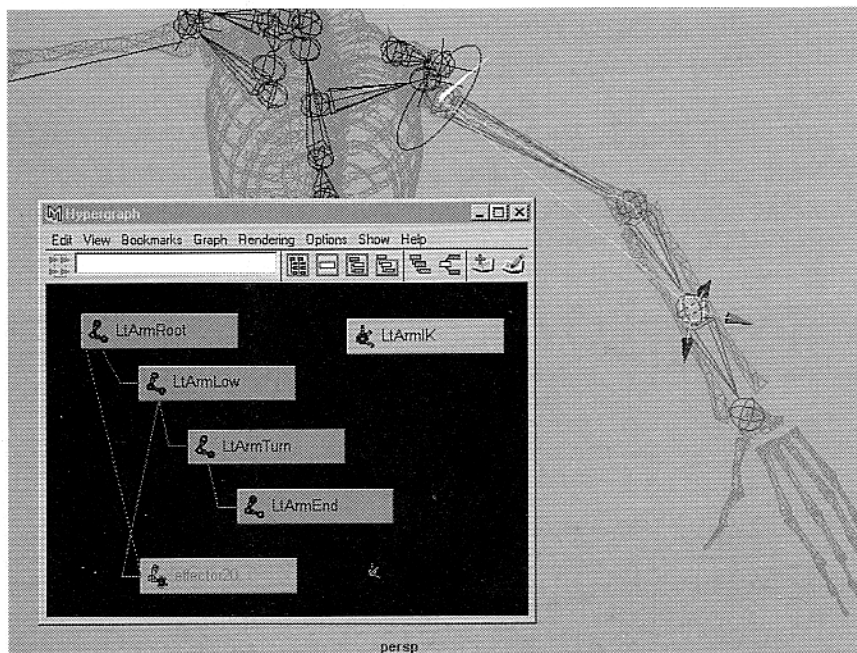 Hypergraph
Edit View Bookmarks Graph Rendering Options Show Help
LtArmRoot
LtArmIK
LtArmLow
LtArmTurn
LtArmEnd
effector20
persp